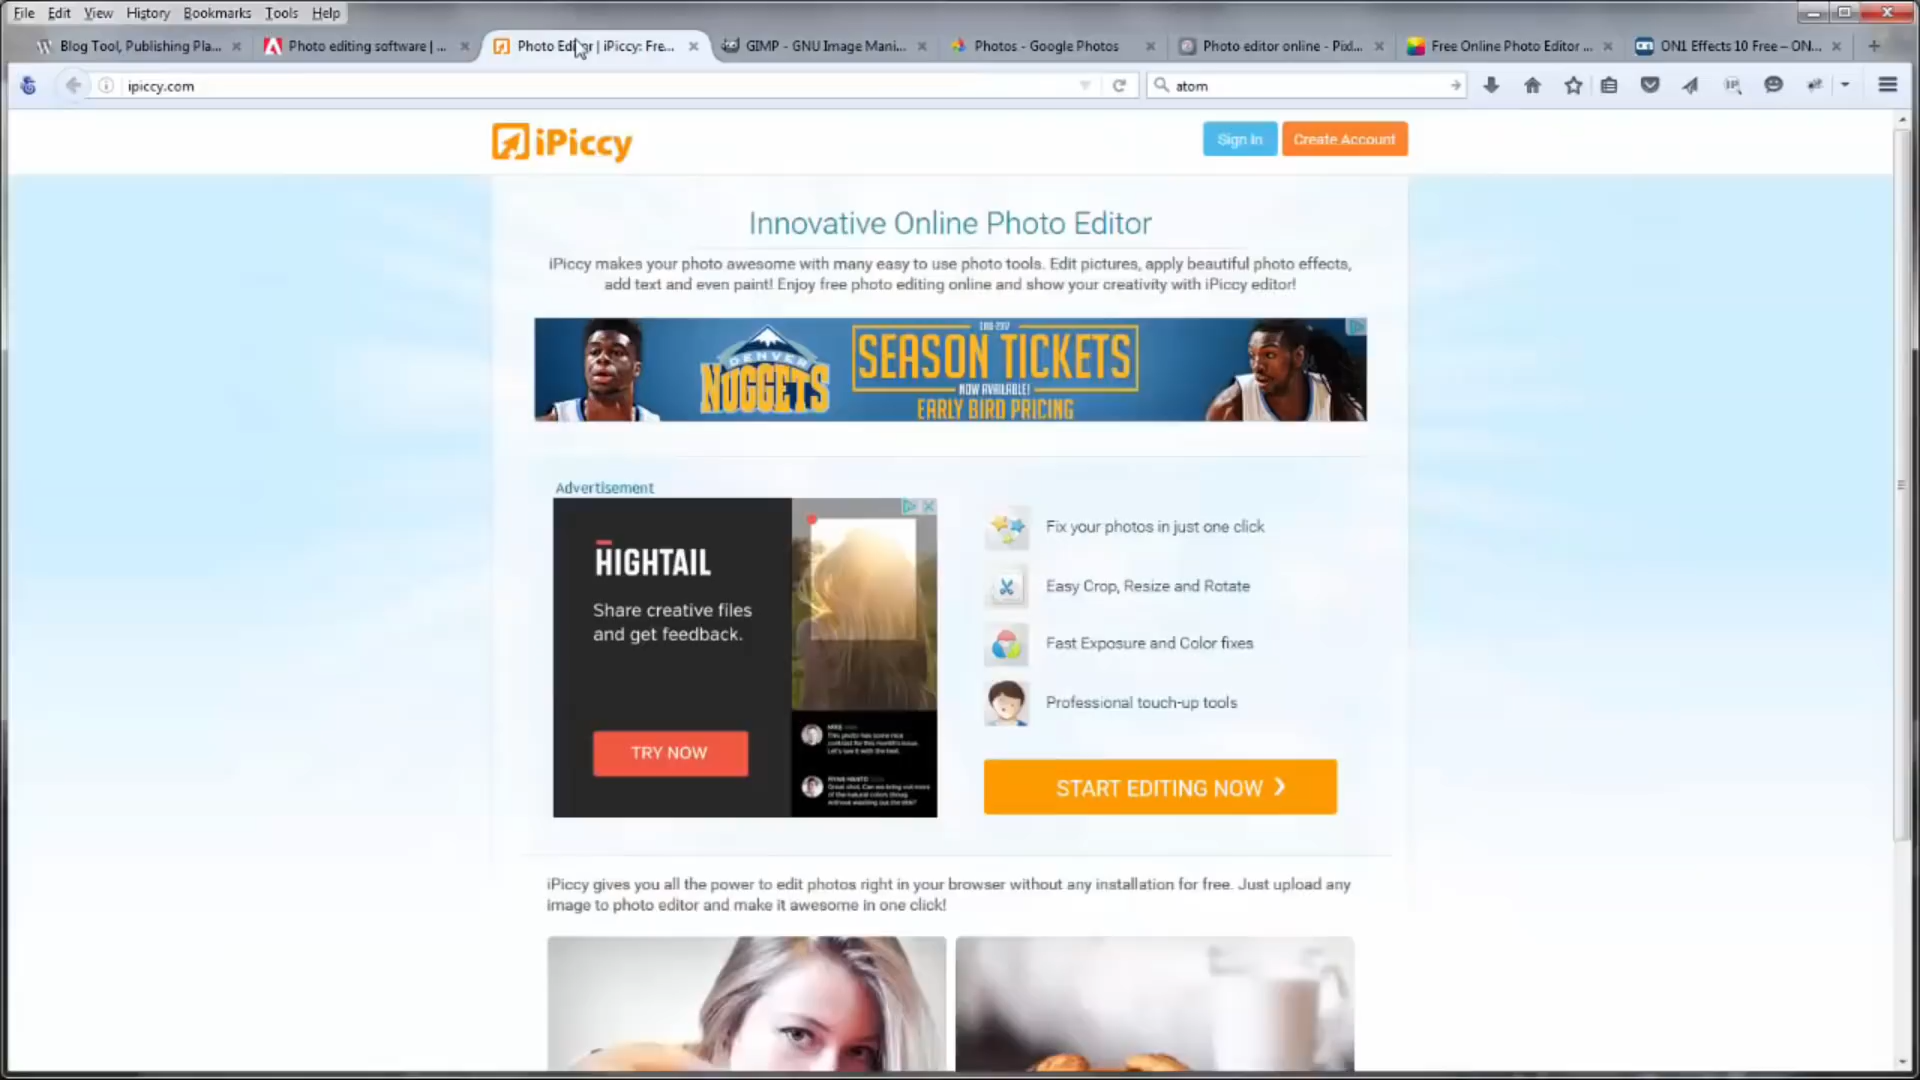 File Edit View History Bookmarks Tools Help
Blog Tool, Publishing Pla...
Photo editing software | ...
Photo Editor | iPiccy: Fre...
GIMP - GNU Image Mani...
Photos - Google Photos
Photo editor online - Pixl...
Free Online Photo Editor ...
ON1 Effects 10 Free – ON...
ipiccy.com
atom
iPiccy
Sign In
Create Account
Innovative Online Photo Editor
iPiccy makes your photo awesome with many easy to use photo tools. Edit pictures, apply beautiful photo effects,
add text and even paint! Enjoy free photo editing online and show your creativity with iPiccy editor!
DENVER
NUGGETS
SEASON TICKETS
NOW AVAILABLE!
EARLY BIRD PRICING
Advertisement
HIGHTAIL
Share creative files
and get feedback.
TRY NOW
Fix your photos in just one click
Easy Crop, Resize and Rotate
Fast Exposure and Color fixes
Professional touch-up tools
START EDITING NOW
iPiccy gives you all the power to edit photos right in your browser without any installation for free. Just upload any
image to photo editor and make it awesome in one click!